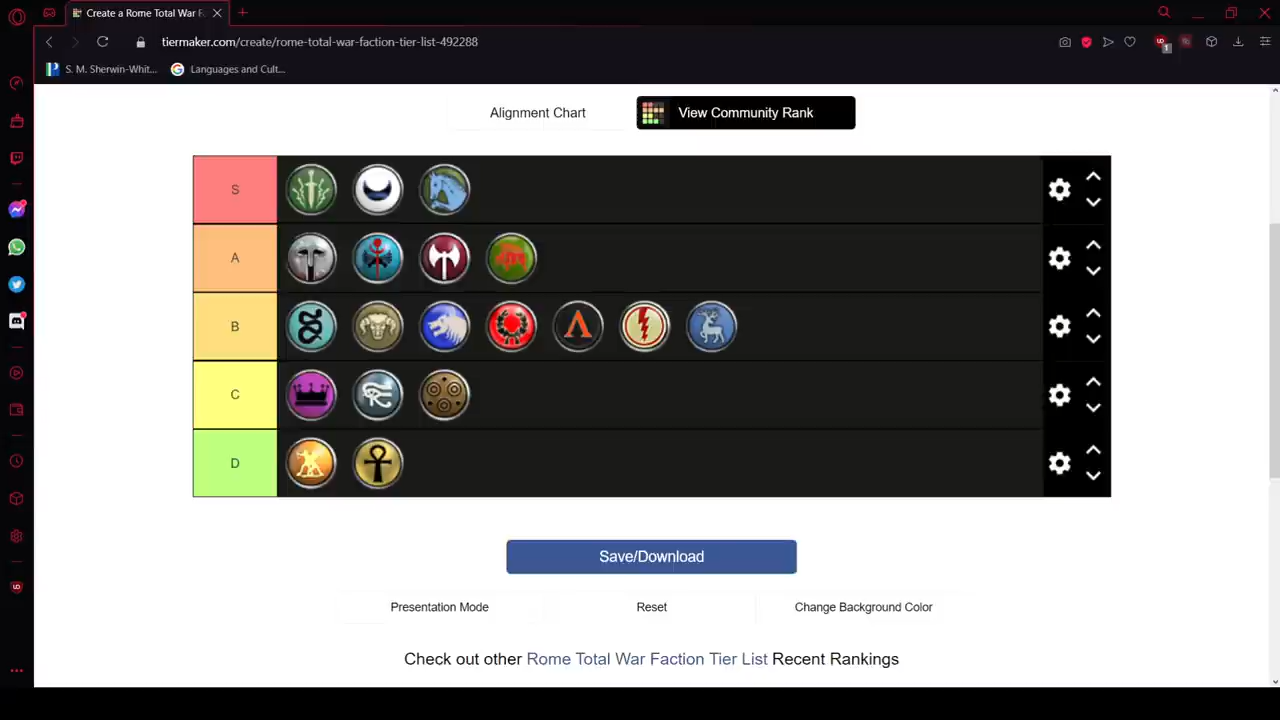 Create a Rome Total War F
tiermaker.com/create/rome-total-war-faction-tier-list-492288
S. M. Sherwin-Whit...
Languages and Cult...
Alignment Chart
View Community Rank
S
A
B
C
D
Save/Download
Presentation Mode
Reset
Change Background Color
Check out other Rome Total War Faction Tier List Recent Rankings
1